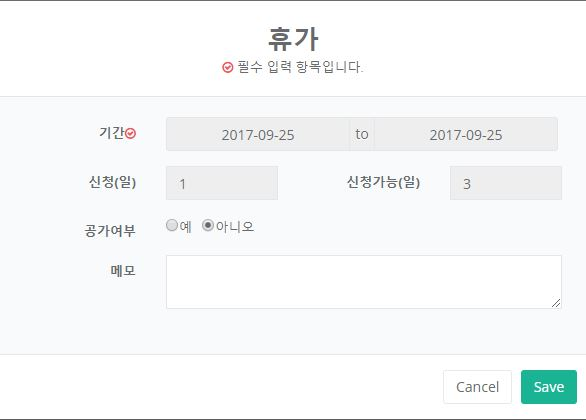 휴가
필수 입력 항목입니다.
기간 2017-09-25 to 2017-09-25
신청(일) 1 신청가능(일) 3
공가여부 예 아니오
메모
Cancel Save